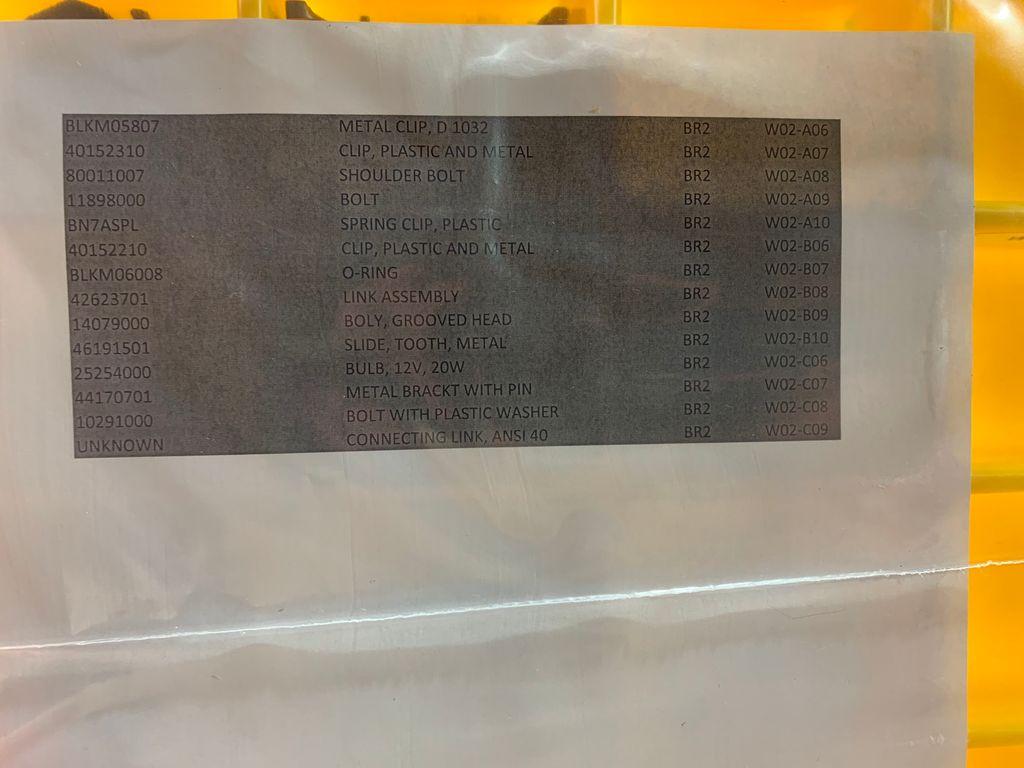 BLKM05807 METAL CLIP, D 1032 BR2 W02-A06
40152310 CLIP, PLASTIC AND METAL BR2 W02-A07
80011007 SHOULDER BOLT BR2 W02-A08
11898000 BOLT BR2 W02-A09
BN7ASPL SPRING CLIP, PLASTIC BR2 W02-A10
40152210 CLIP, PLASTIC AND METAL BR2 W02-B06
BLKM06008 O-RING BR2 W02-B07
42623701 LINK ASSEMBLY BR2 W02-B08
14079000 BOLY, GROOVED HEAD BR2 W02-B09
46191501 SLIDE, TOOTH, METAL BR2 W02-B10
25254000 BULB, 12V, 20W BR2 W02-C06
44170701 METAL BRACKT WITH PIN BR2 W02-C07
10291000 BOLT WITH PLASTIC WASHER BR2 W02-C08
UNKNOWN CONNECTING LINK, ANSI 40 BR2 W02-C09